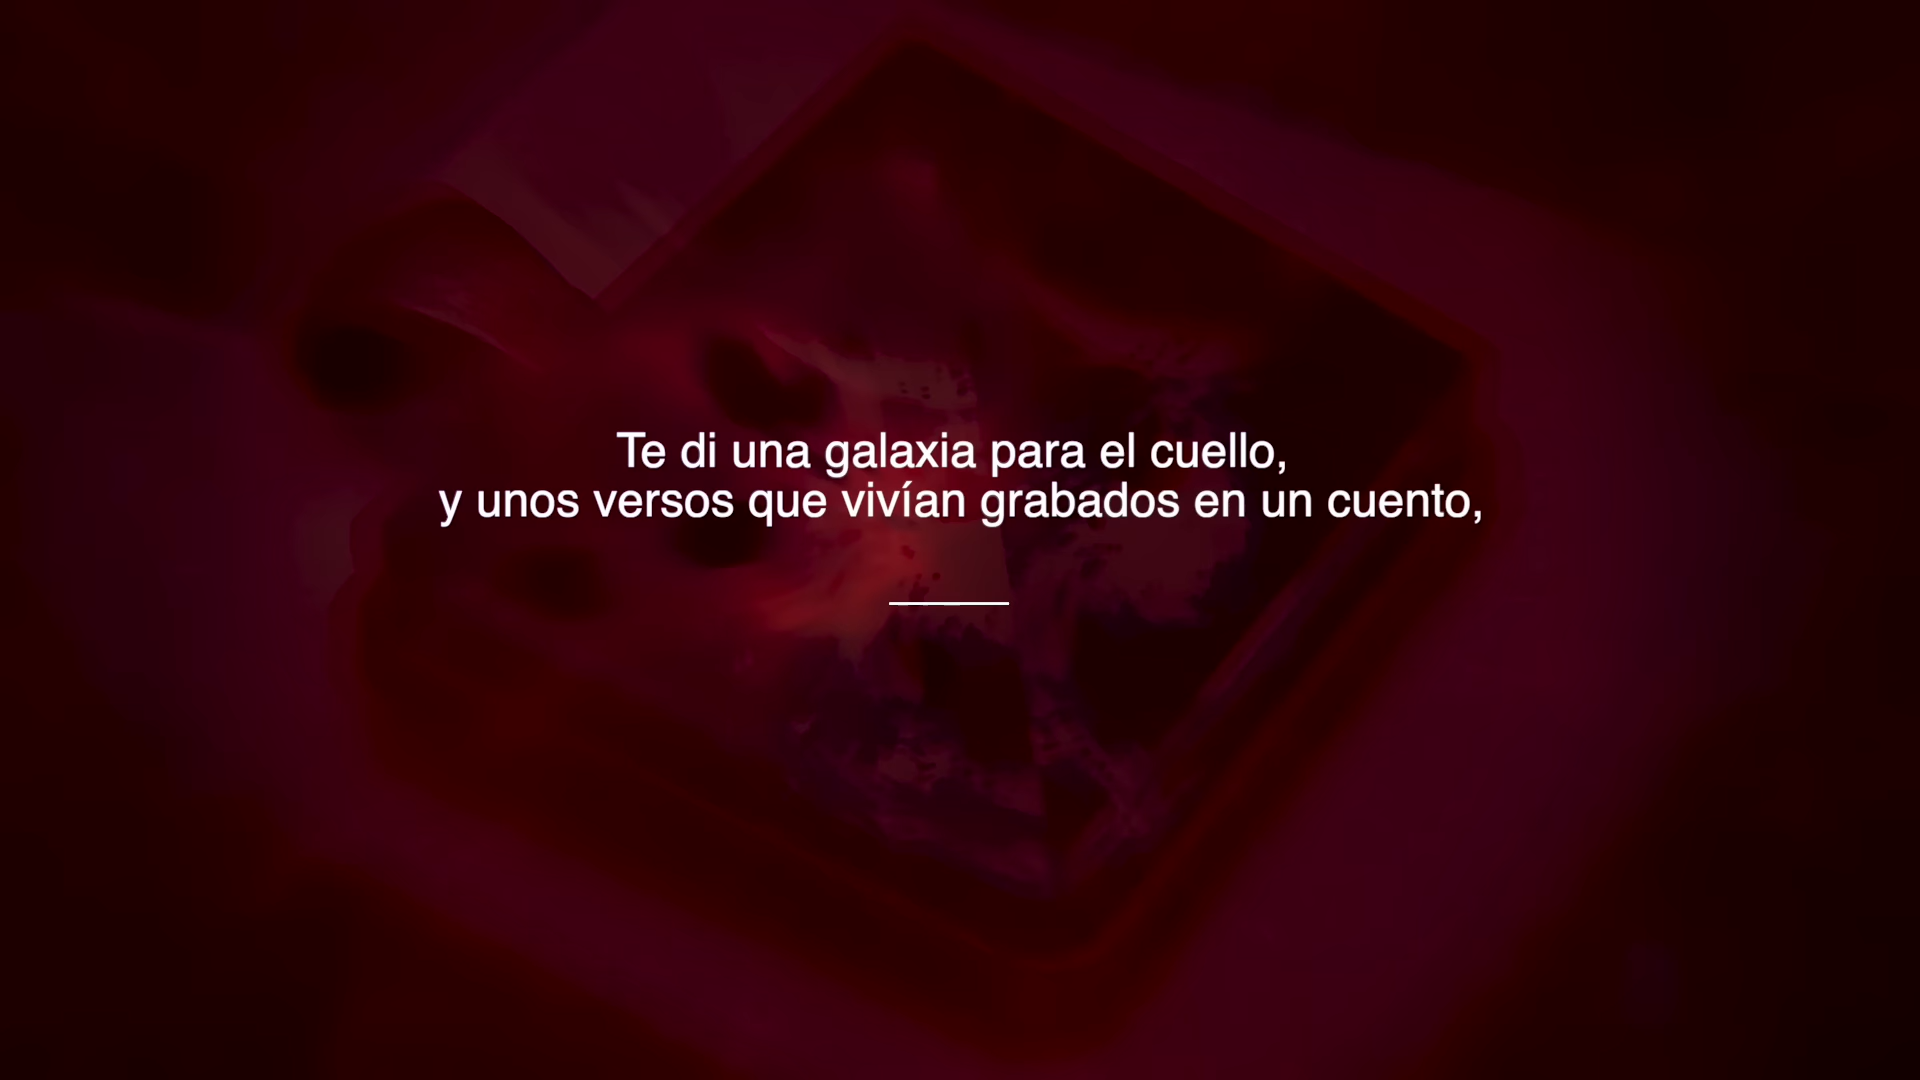 Te di una galaxia para el cuello,
y unos versos que vivían grabados en un cuento,